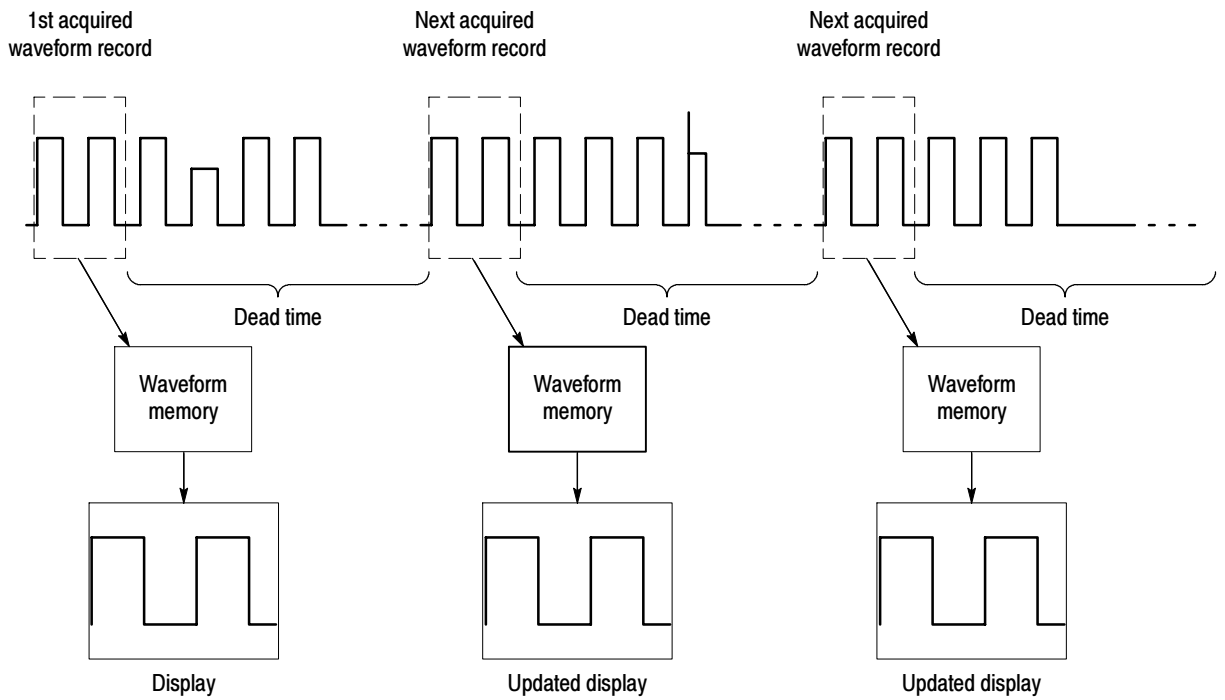 1st acquired
waveform record
Next acquired
waveform record
Next acquired
waveform record
Dead time
Dead time
Dead time
Waveform
memory
Waveform
memory
Waveform
memory
Display
Updated display
Updated display